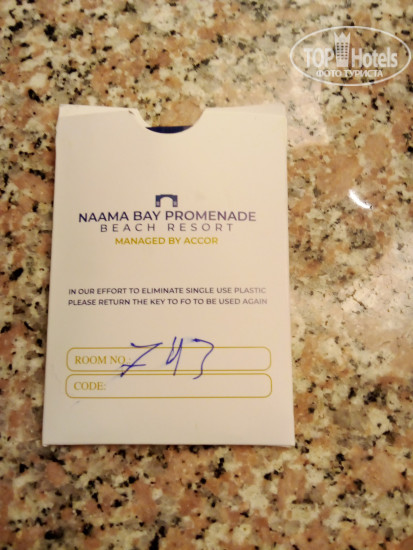 TOP Hotels
ФОТО ТУРИСТА
NAAMA BAY PROMENADE
BEACH RESORT
MANAGED BY ACCOR
IN OUR EFFORT TO ELIMINATE SINGLE USE PLASTIC
PLEASE RETURN THE KEY TO FO TO BE USED AGAIN
ROOM NO.: 743
CODE: